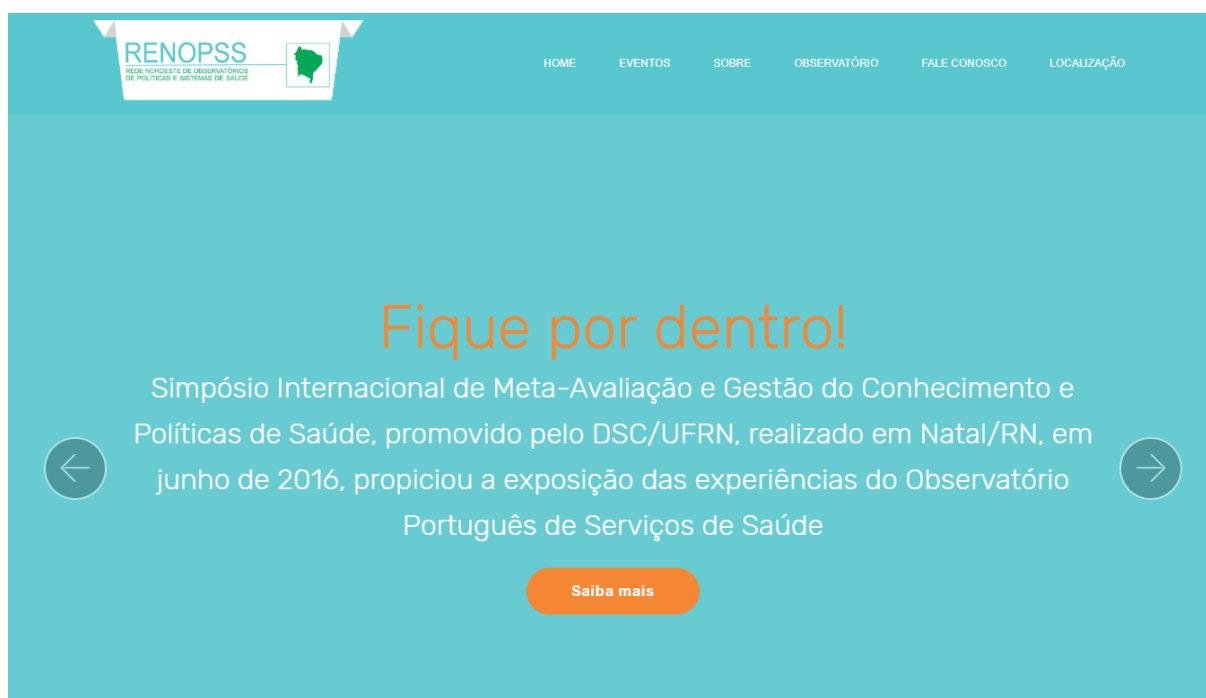 RENOPSS
REDE NORDESTE DE OBSERVATÓRIOS
DE POLÍTICAS E SISTEMAS DE SAÚDE
HOME EVENTOS SOBRE OBSERVATÓRIO FALE CONOSCO LOCALIZAÇÃO
Fique por dentro!
Simpósio Internacional de Meta-Avaliação e Gestão do Conhecimento e
Políticas de Saúde, promovido pelo DSC/UFRN, realizado em Natal/RN, em
junho de 2016, propiciou a exposição das experiências do Observatório
Português de Serviços de Saúde
Saiba mais